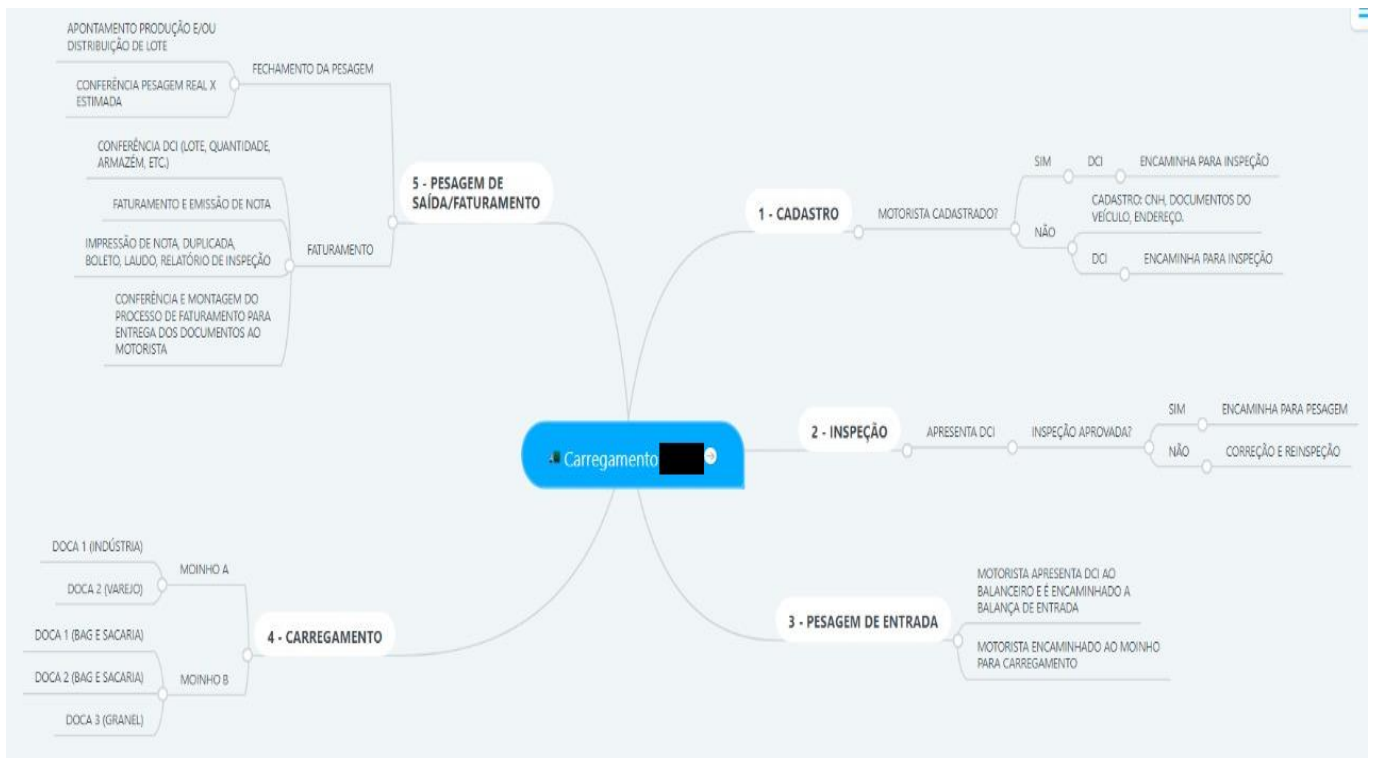 APONTAMENTO PRODUÇÃO E/OU
DISTRIBUIÇÃO DE LOTE
FECHAMENTO DA PESAGEM
CONFERÊNCIA PESAGEM REAL X
ESTIMADA
CONFERÊNCIA DCI (LOTE, QUANTIDADE,
ARMAZÉM, ETC.)
FATURAMENTO E EMISSÃO DE NOTA
IMPRESSÃO DE NOTA, DUPLICADA,
BOLETO, LAUDO, RELATÓRIO DE INSPEÇÃO
FATURAMENTO
CONFERÊNCIA E MONTAGEM DO
PROCESSO DE FATURAMENTO PARA
ENTREGA DOS DOCUMENTOS AO
MOTORISTA
5 - PESAGEM DE
SAÍDA/FATURAMENTO
1 - CADASTRO
MOTORISTA CADASTRADO?
SIM
DCI
ENCAMINHA PARA INSPEÇÃO
NÃO
CADASTRO: CNH, DOCUMENTOS DO
VEÍCULO, ENDEREÇO.
DCI
ENCAMINHA PARA INSPEÇÃO
Carregamento
2 - INSPEÇÃO
APRESENTA DCI
INSPEÇÃO APROVADA?
SIM
ENCAMINHA PARA PESAGEM
NÃO
CORREÇÃO E REINSPEÇÃO
3 - PESAGEM DE ENTRADA
MOTORISTA APRESENTA DCI AO
BALANCEIRO E É ENCAMINHADO A
BALANÇA DE ENTRADA
MOTORISTA ENCAMINHADO AO MOINHO
PARA CARREGAMENTO
4 - CARREGAMENTO
MOINHO A
DOCA 1 (INDÚSTRIA)
DOCA 2 (VAREJO)
MOINHO B
DOCA 1 (BAG E SACARIA)
DOCA 2 (BAG E SACARIA)
DOCA 3 (GRANEL)